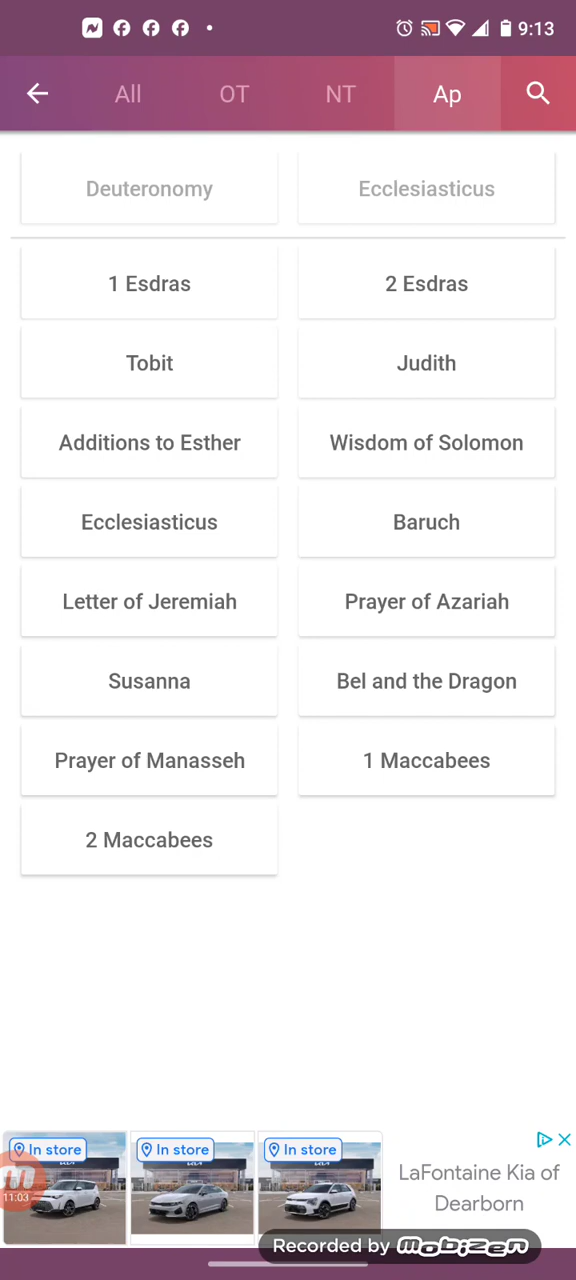 9:13
All OT NT Ap
Deuteronomy Ecclesiasticus
1 Esdras 2 Esdras
Tobit Judith
Additions to Esther Wisdom of Solomon
Ecclesiasticus Baruch
Letter of Jeremiah Prayer of Azariah
Susanna Bel and the Dragon
Prayer of Manasseh 1 Maccabees
2 Maccabees
In store In store In store
LaFontaine Kia of
Dearborn
11:03
Recorded by mobizen